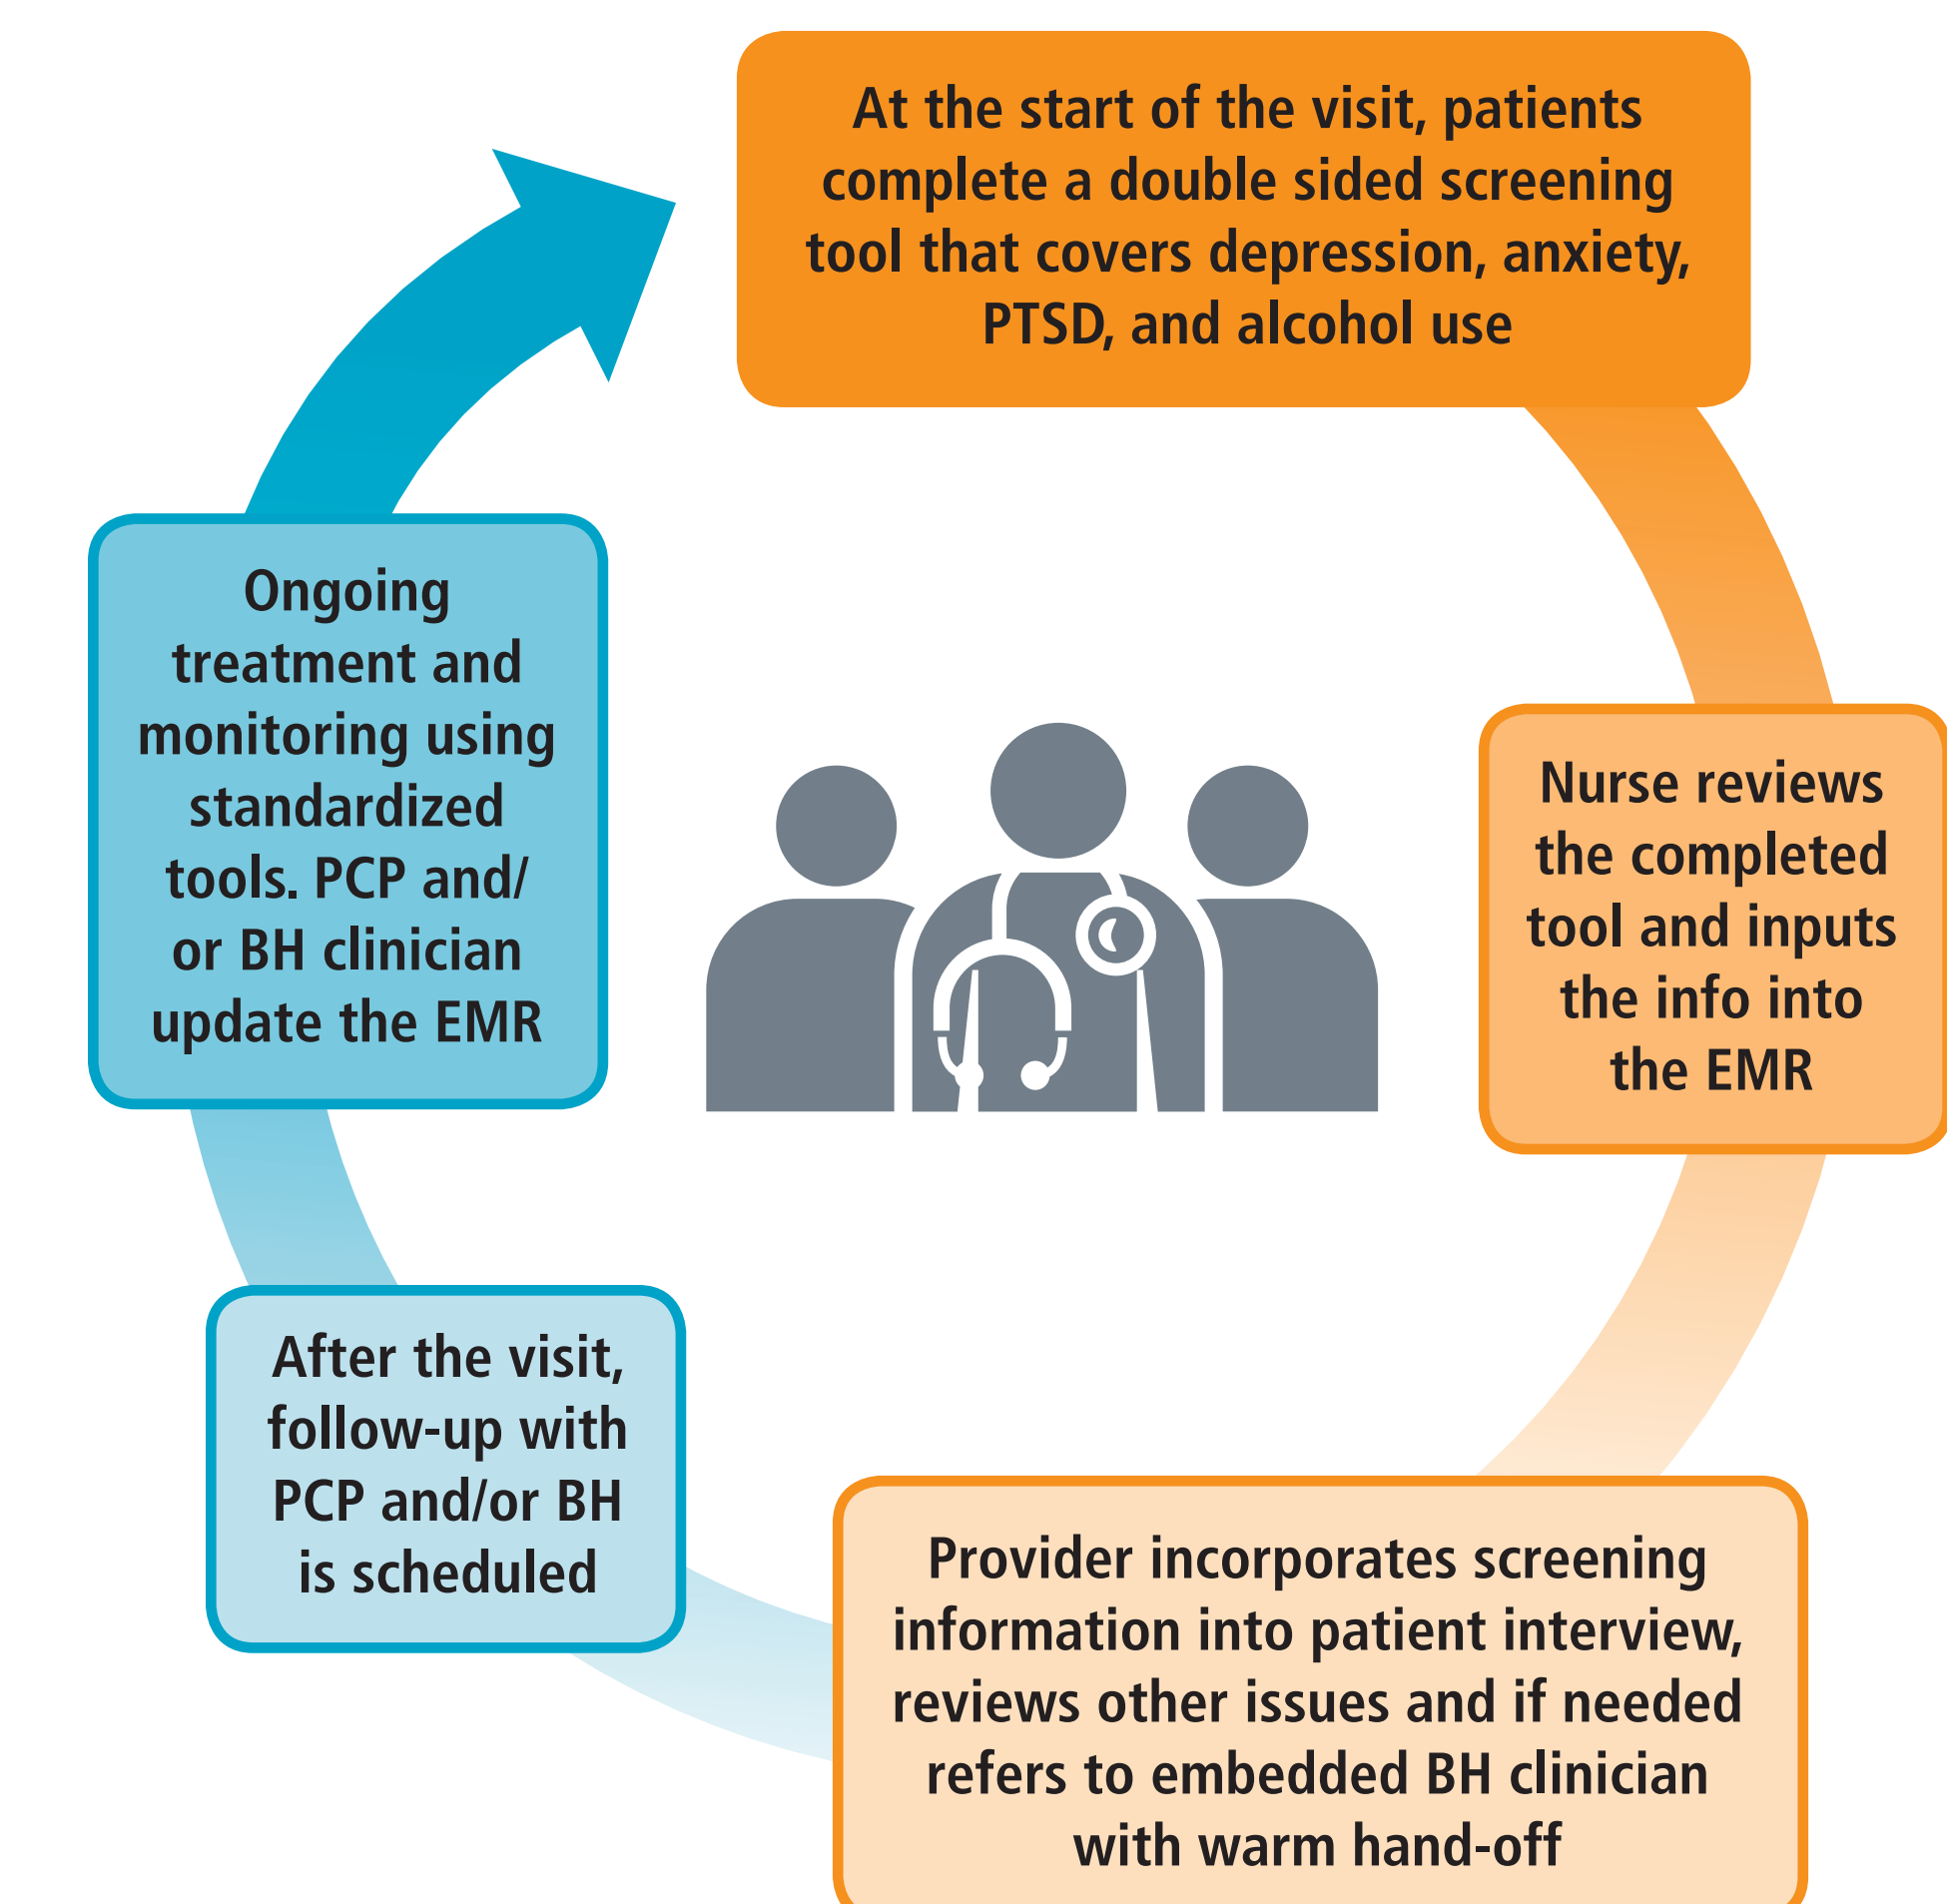 At the start of the visit, patients
complete a double sided screening
tool that covers depression, anxiety,
PTSD, and alcohol use
Nurse reviews
the completed
tool and inputs
the info into
the EMR
Provider incorporates screening
information into patient interview,
reviews other issues and if needed
refers to embedded BH clinician
with warm hand-off
After the visit,
follow-up with
PCP and/or BH
is scheduled
Ongoing
treatment and
monitoring using
standardized
tools. PCP and/
or BH clinician
update the EMR